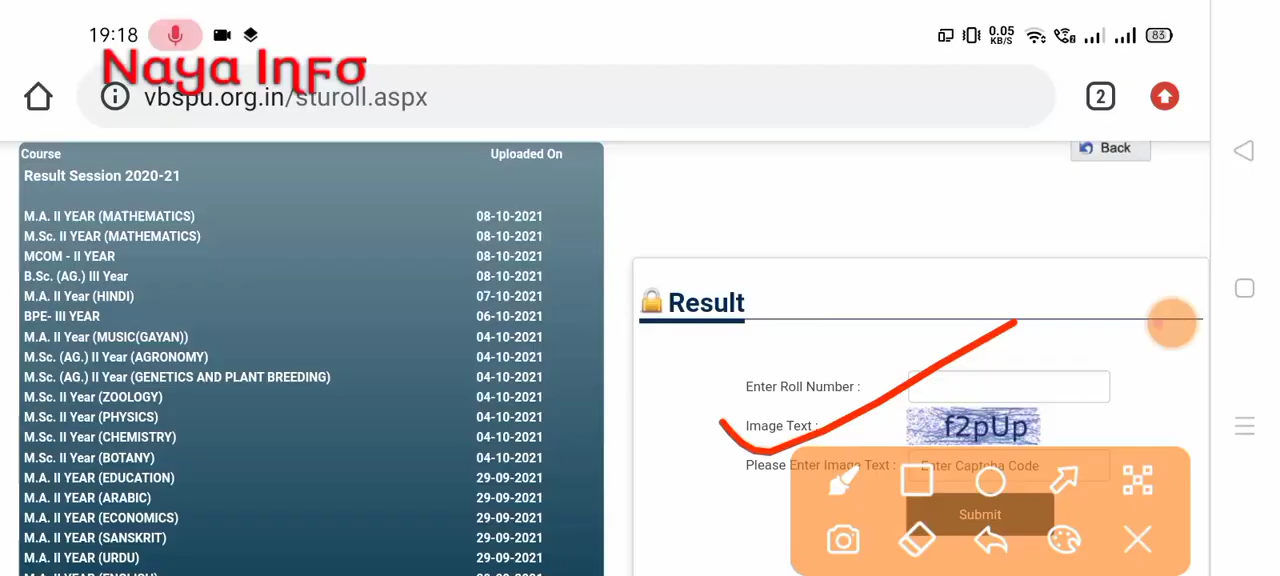 19:18
0.05
KB/S
83
Naya Info
vbspu.org.in/sturoll.aspx
2
Back
Course Uploaded On
Result Session 2020-21
M.A. II YEAR (MATHEMATICS) 08-10-2021
M.Sc. II YEAR (MATHEMATICS) 08-10-2021
MCOM - II YEAR 08-10-2021
B.Sc. (AG.) III Year 08-10-2021
M.A. II Year (HINDI) 07-10-2021
BPE- III YEAR 06-10-2021
M.A. II Year (MUSIC(GAYAN)) 04-10-2021
M.Sc. (AG.) II Year (AGRONOMY) 04-10-2021
M.Sc. (AG.) II Year (GENETICS AND PLANT BREEDING) 04-10-2021
M.Sc. II Year (ZOOLOGY) 04-10-2021
M.Sc. II Year (PHYSICS) 04-10-2021
M.Sc. II Year (CHEMISTRY) 04-10-2021
M.Sc. II Year (BOTANY) 04-10-2021
M.A. II YEAR (EDUCATION) 29-09-2021
M.A. II YEAR (ARABIC) 29-09-2021
M.A. II YEAR (ECONOMICS) 29-09-2021
M.A. II YEAR (SANSKRIT) 29-09-2021
M.A. II YEAR (URDU) 29-09-2021
M.A. II YEAR (ENGLISH) 29-09-2021
Result
Enter Roll Number :
Image Text : f2pUp
Please Enter Image Text : Enter Captcha Code
Submit